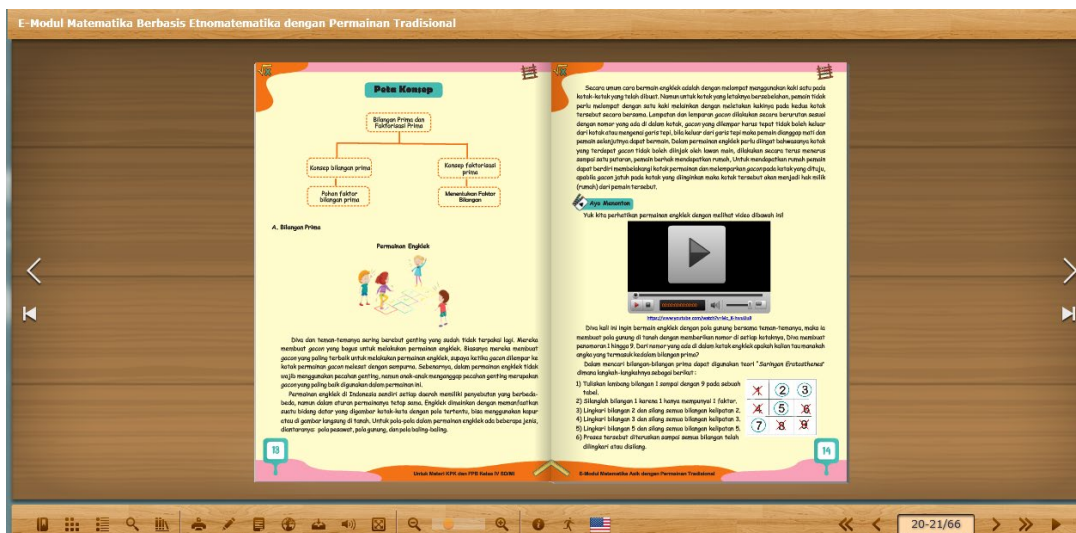 E-Modul Matematika Berbasis Etnomatematika dengan Permainan Tradisional
Peta Konsep
Bilangan Prima dan
Faktorisasi Prima
Konsep bilangan prima
Konsep faktorisasi
prima
Pohon faktor
bilangan prima
Menentukan Faktor
Bilangan
A. Bilangan Prima
Permainan Engklek
Diva dan teman-temanya sering berebut genting yang sudah tidak terpakai lagi. Mereka
membuat gacon yang bagus untuk melakukan permainan engklek. Biasanya mereka membuat
gacon yang paling terbaik untuk melakukan permainan engklek, supaya ketika gacon dilempar ke
kotak permainan gacon melesat dengan sempurna. Sebenarnya, dalam permainan engklek tidak
wajib menggunakan pecahan genting, namun anak-anak menganggap pecahan genting merupakan
gacon yang paling baik digunakan dalam permainan ini.
Permainan engklek di Indonesia sendiri setiap daerah memiliki penyebutan yang berbeda-
beda, namun dalam aturan permainanya tetap sama. Engklek dimainkan dengan memanfaatkan
suatu bidang datar yang digambar kotak-kota dengan pola tertentu, bisa menggunakan kapur
atau di gambar langsung di tanah. Untuk pola-pola dalam permainan engklek ada beberapa jenis,
diantaranya: pola pesawat, pola gunung, dan pola baling-baling.
13
Untuk Materi KPK dan FPB Kelas IV SD/MI
Secara umum cara bermain engklek adalah dengan melompat menggunakan kaki satu pada
kotak-kotak yang telah dibuat. Namun untuk kotak yang letaknya bersebelahan, pemain tidak
perlu melompat dengan satu kaki melainkan dengan meletakan kakinya pada kedua kotak
tersebut secara bersama. Lompatan dan lemparan gacon dilakukan secara berurutan sesuai
dengan nomor yang ada di dalam kotak, gacon yang dilempar harus tepat tidak boleh keluar
dari kotak atau mengenai garis tepi, bila keluar dari garis tepi maka pemain dianggap mati dan
pemain selanjutnya dapat bermain. Dalam permainan engklek perlu diingat bahwasanya kotak
yang terdapat gacon tidak boleh diinjak oleh lawan main, dilakukan secara terus menerus
sampai satu putaran, pemain berhak mendapatkan rumah. Untuk mendapatkan rumah pemain
dapat berdiri membelakangi kotak permainan dan melemparkan gacon pada kotak yang dituju,
apabila gacon jatuh pada kotak yang diinginkan maka kotak tersebut akan menjadi hak milik
(rumah) dari pemain tersebut.
Ayo Menonton
Yuk kita perhatikan permainan engklek dengan melihat video dibawah ini!
Diva kali ini ingin bermain engklek dengan pola gunung bersama teman-temanya, maka ia
membuat pola gunung di tanah dengan memberikan nomor di setiap kotaknya, Diva membuat
penomoran 1 hingga 9. Dari nomor yang ada di dalam kotak engklek apakah kalian tau manakah
angka yang termasuk kedalam bilangan prima?
Dalam mencari bilangan-bilangan prima dapat digunakan teori "Saringan Erotasthenes"
dimana langkah-langkahnya sebagai berikut :
1) Tuliskan lambang bilangan 1 sampai dengan 9 pada sebuah
tabel.
2) Silanglah bilangan 1 karena 1 hanya mempunyai 1 faktor.
3) Lingkari bilangan 2 dan silang semua bilangan kelipatan 2.
4) Lingkari bilangan 3 dan silang semua bilangan kelipatan 3.
5) Lingkari bilangan 5 dan silang semua bilangan kelipatan 5.
6) Proses tersebut diteruskan sampai semua bilangan telah
dilingkari atau disilang.
1 2 3
4 5 6
7 8 9
14
E-Modul Matematika Asik dengan Permainan Tradisional
20-21/66